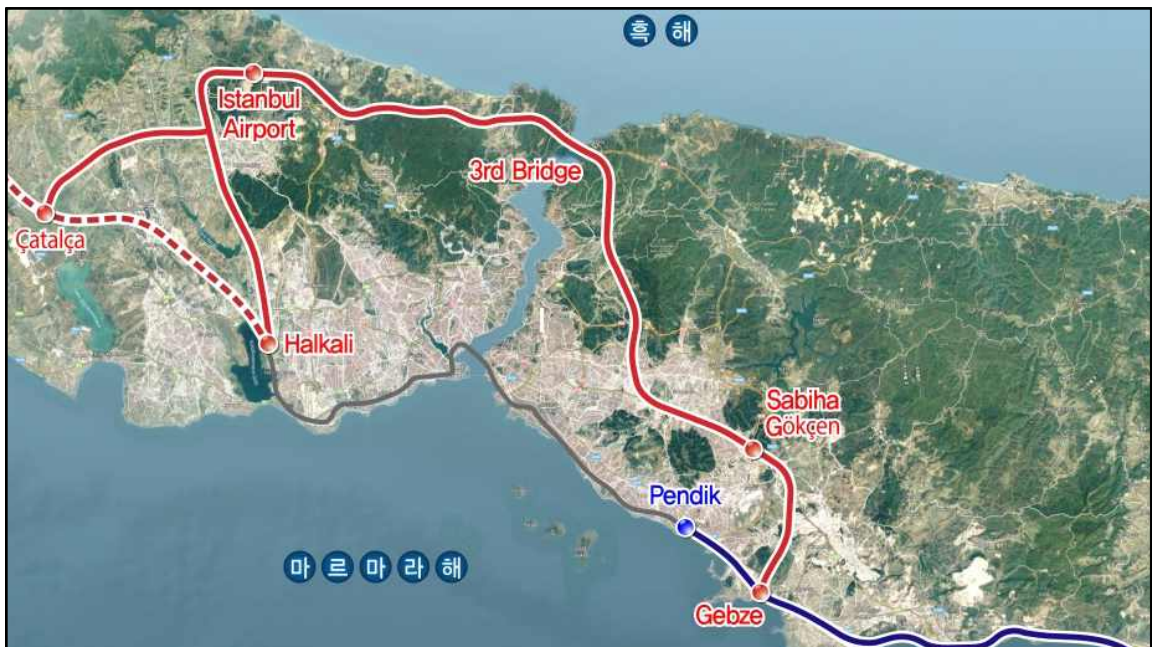 흑해
Istanbul
Airport
3rd Bridge
Çatalça
Halkali
Sabiha
Gökçen
Pendik
마르마라해
Gebze